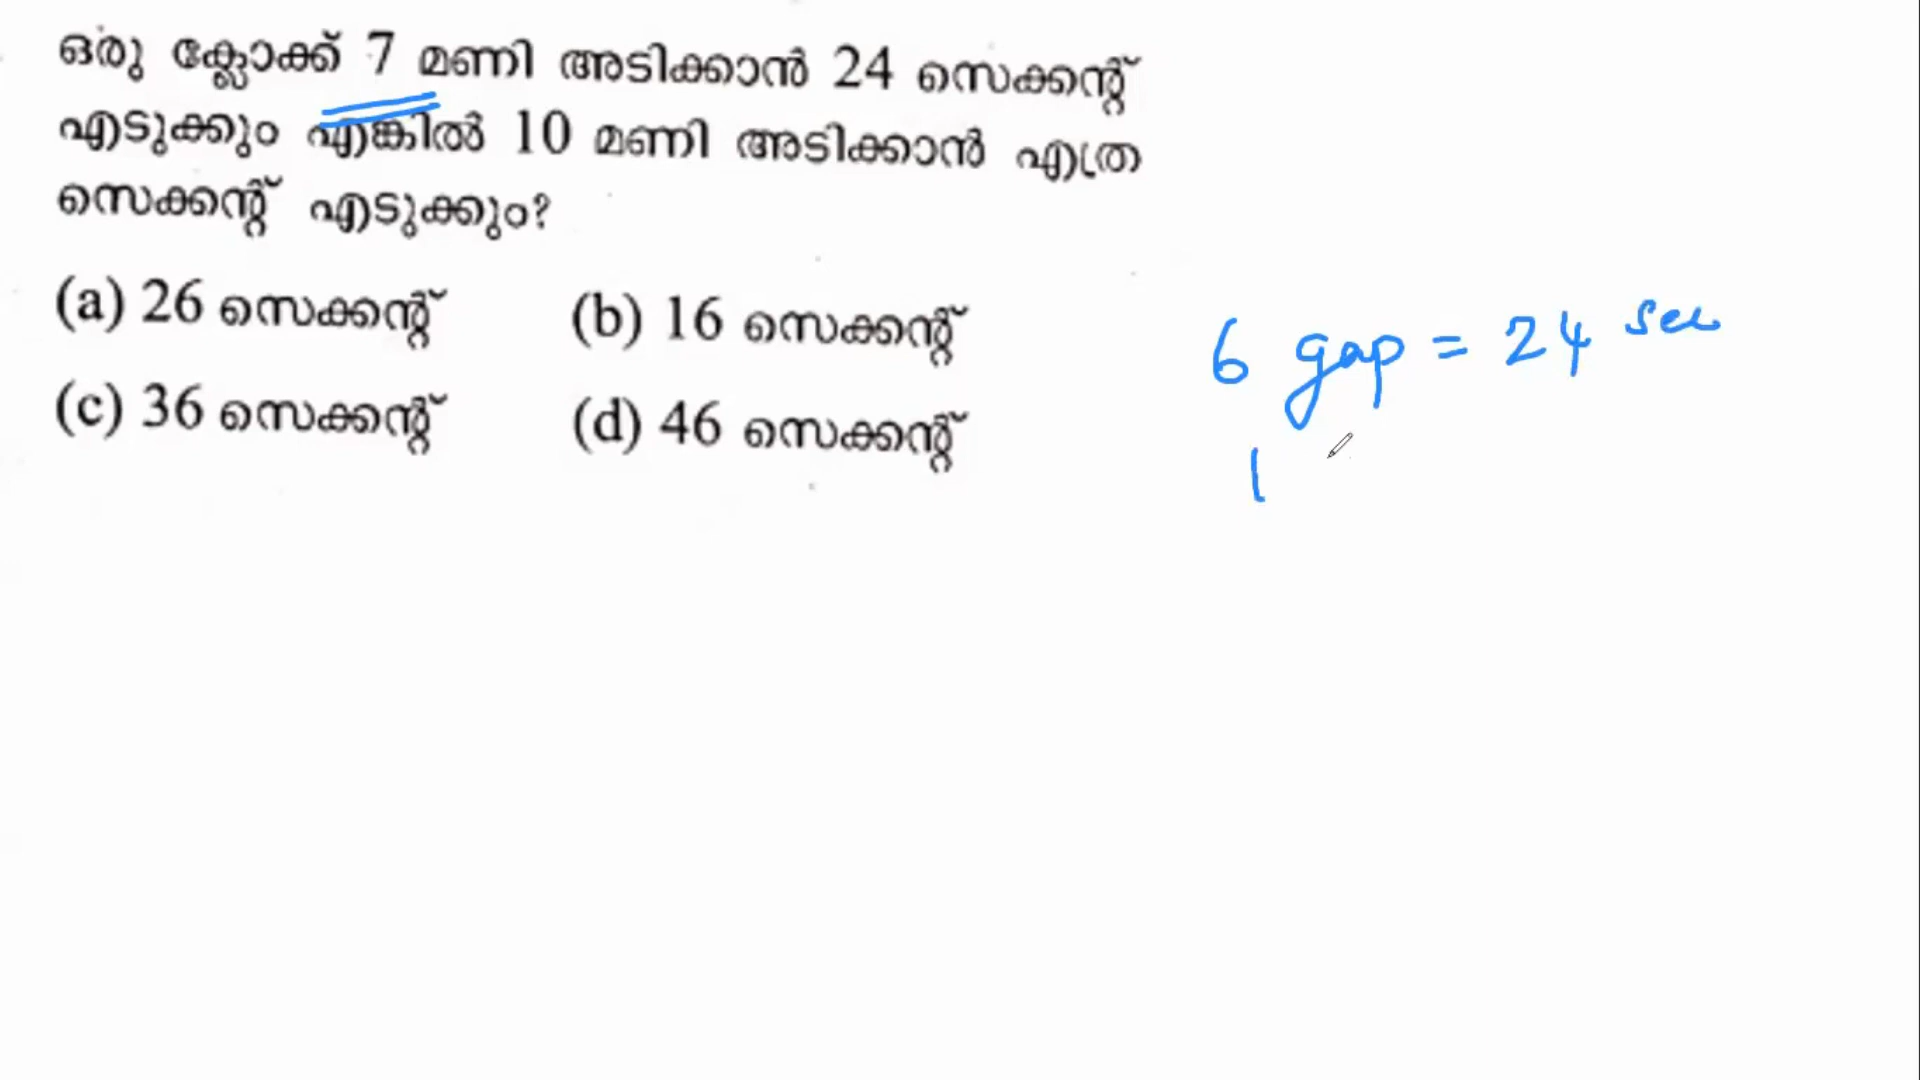 ഒരു ക്ലോക്ക് 7 മണി അടിക്കാൻ 24 സെക്കന്റ്
എടുക്കും എങ്കിൽ 10 മണി അടിക്കാൻ എത്ര
സെക്കന്റ് എടുക്കും?
(a) 26 സെക്കന്റ് (b) 16 സെക്കന്റ്
(c) 36 സെക്കന്റ് (d) 46 സെക്കന്റ്
6 gap = 24 sec
1